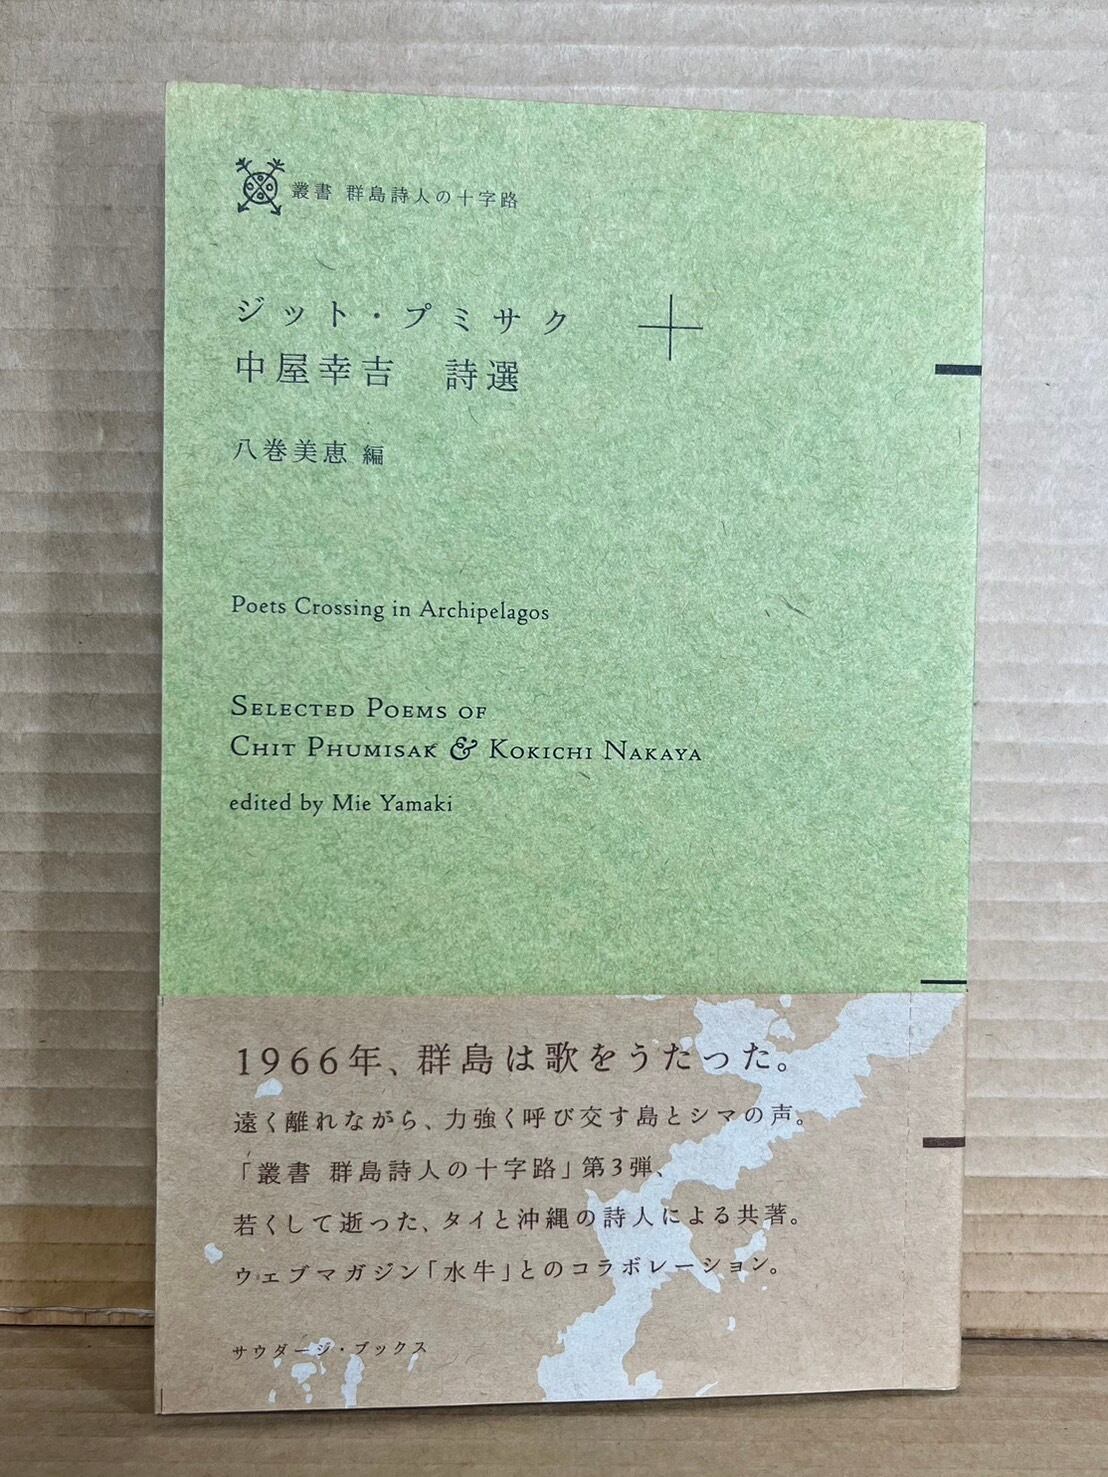 叢書 群島詩人の十字路
ジット・プミサク
中屋幸吉 詩選
八巻美恵 編
Poets Crossing in Archipelagos
SELECTED POEMS OF
CHIT PHUMISAK & KOKICHI NAKAYA
edited by Mie Yamaki
1966年、群島は歌をうたった。
遠く離れながら、力強く呼び交す島とシマの声。
「叢書 群島詩人の十字路」第3弾、
若くして逝った、タイと沖縄の詩人による共著。
ウェブマガジン「水牛」とのコラボレーション。
サウダージ・ブックス